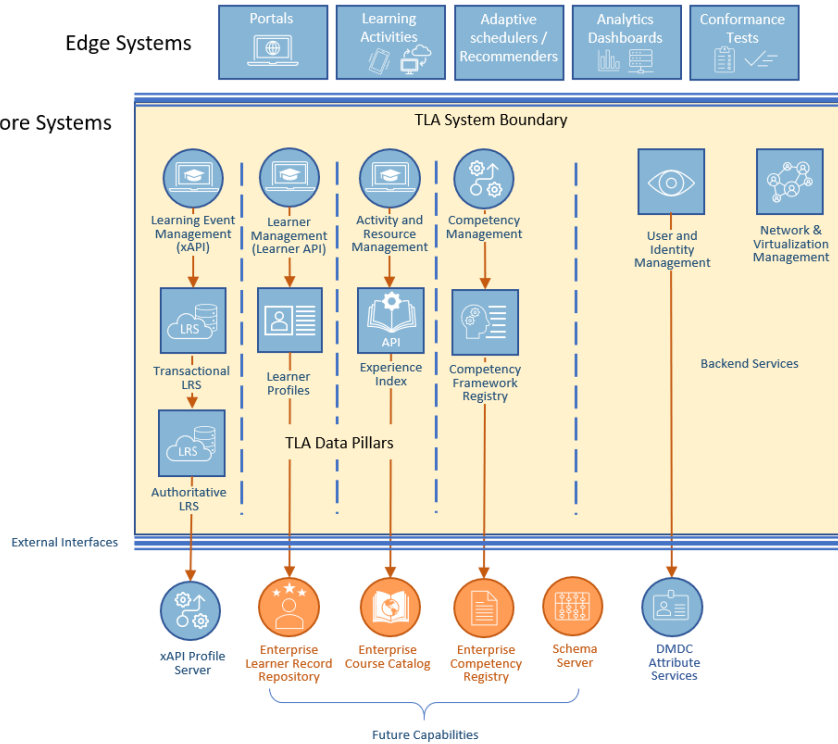 Edge Systems
Portals
Learning
Activities
Adaptive
schedulers /
Recommenders
Analytics
Dashboards
Conformance
Tests
ore Systems
TLA System Boundary
Learning Event
Management
(xAPI)
Learner
Management
(Learner API)
Activity and
Resource
Management
Competency
Management
User and
Identity
Management
Network &
Virtualization
Management
LRS
API
Transactional
LRS
Learner
Profiles
Experience
Index
Competency
Framework
Registry
Backend Services
LRS
TLA Data Pillars
Authoritative
LRS
External Interfaces
xAPI Profile
Server
Enterprise
Learner Record
Repository
Enterprise
Course Catalog
Enterprise
Competency
Registry
Schema
Server
DMDC
Attribute
Services
Future Capabilities